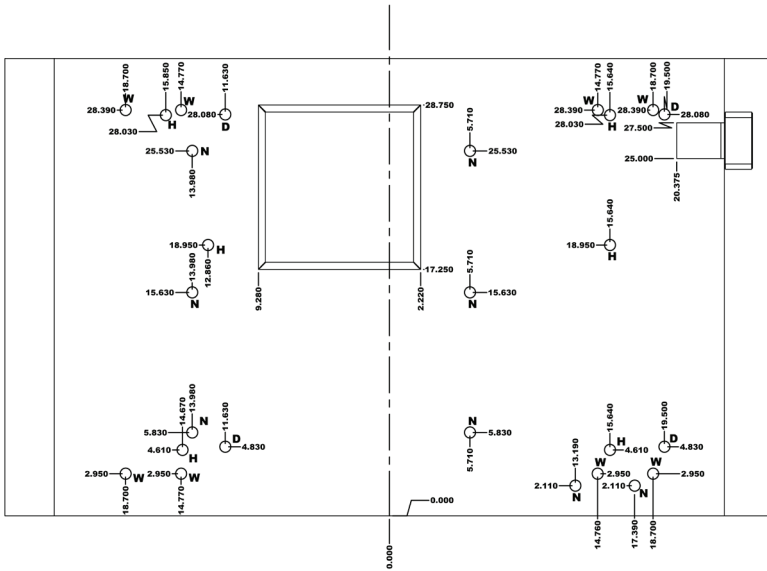 18.700
15.850
14.770
11.630
14.770
15.640
18.700
19.500
W
W
W
W
D
28.390
28.080
28.390
28.390
28.080
H
D
H
28.030
28.030
27.500
28.750
5.710
25.530
N
25.530
N
25.000
13.980
20.375
15.640
18.950
H
12.860
18.950
H
13.980
5.710
17.250
15.630
N
15.630
N
9.280
2.220
14.670
13.980
11.630
15.640
19.500
N
N
5.830
5.830
D
H
D
4.610
H
4.830
4.610
4.830
5.710
13.190
W
W
2.950
W
2.950
W
2.950
2.950
2.110
N
2.110
N
18.700
14.770
0.000
14.760
17.390
18.700
0.000